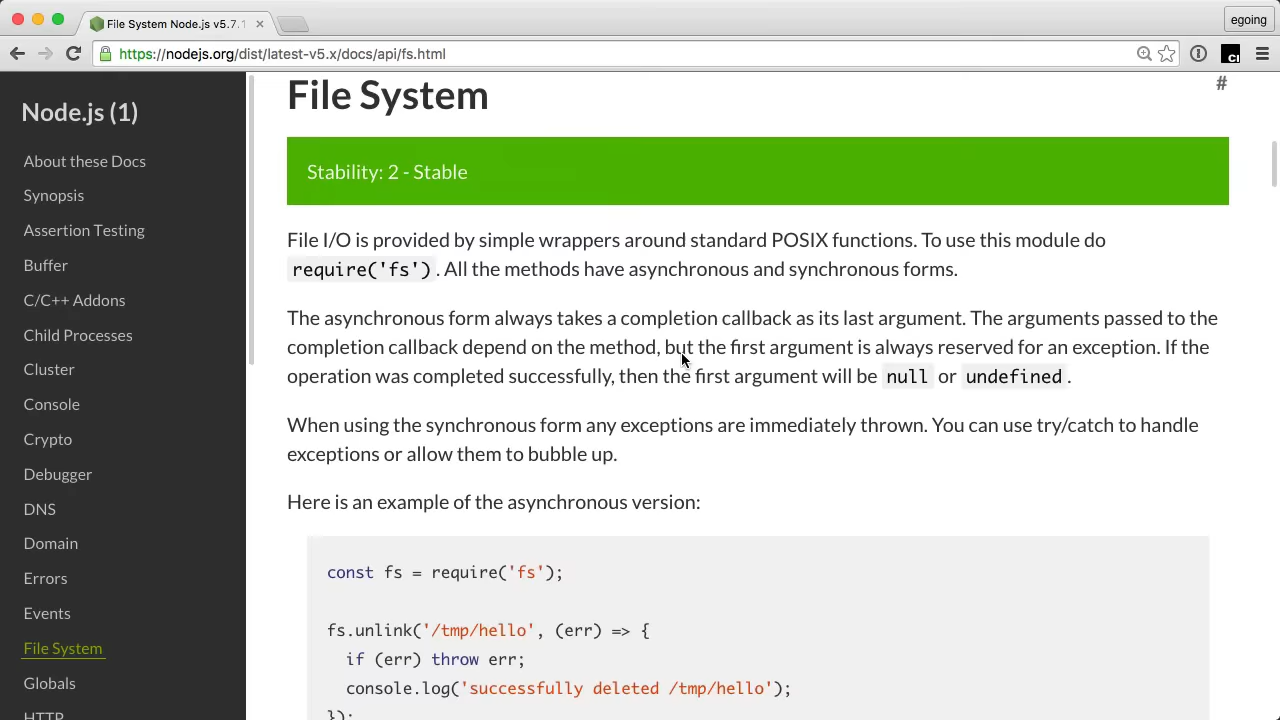 File System Node.js v5.7.1
egoing
https://nodejs.org/dist/latest-v5.x/docs/api/fs.html
Node.js (1)
About these Docs
Synopsis
Assertion Testing
Buffer
C/C++ Addons
Child Processes
Cluster
Console
Crypto
Debugger
DNS
Domain
Errors
Events
File System
Globals
HTTP
File System
#
Stability: 2 - Stable
File I/O is provided by simple wrappers around standard POSIX functions. To use this module do
require('fs'). All the methods have asynchronous and synchronous forms.
The asynchronous form always takes a completion callback as its last argument. The arguments passed to the
completion callback depend on the method, but the first argument is always reserved for an exception. If the
operation was completed successfully, then the first argument will be null or undefined.
When using the synchronous form any exceptions are immediately thrown. You can use try/catch to handle
exceptions or allow them to bubble up.
Here is an example of the asynchronous version:
const fs = require('fs');
fs.unlink('/tmp/hello', (err) => {
if (err) throw err;
console.log('successfully deleted /tmp/hello');
});